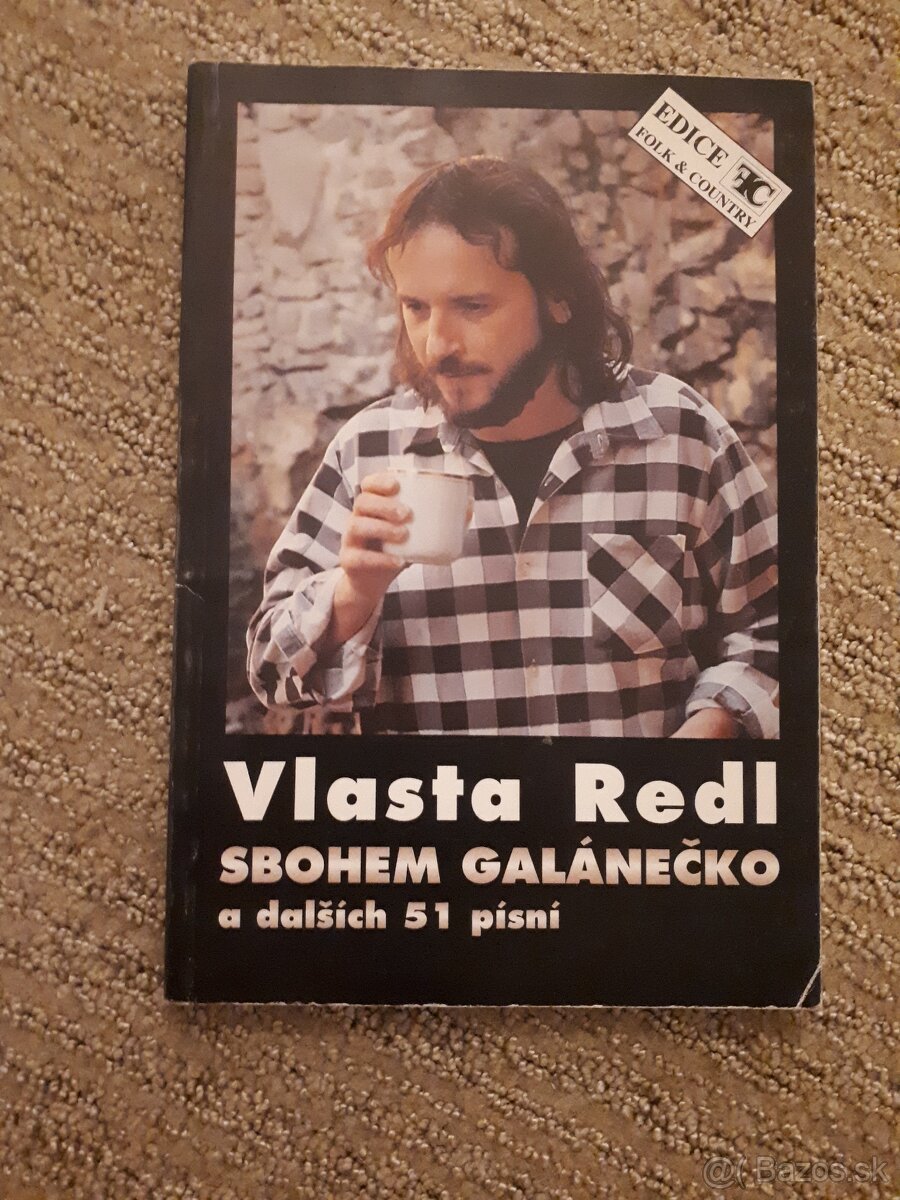 EDICE
FOLK & COUNTRY
FC
Vlasta Redl
SBOHEM GALÁNEČKO
a dalších 51 písní
@( Bazos.sk